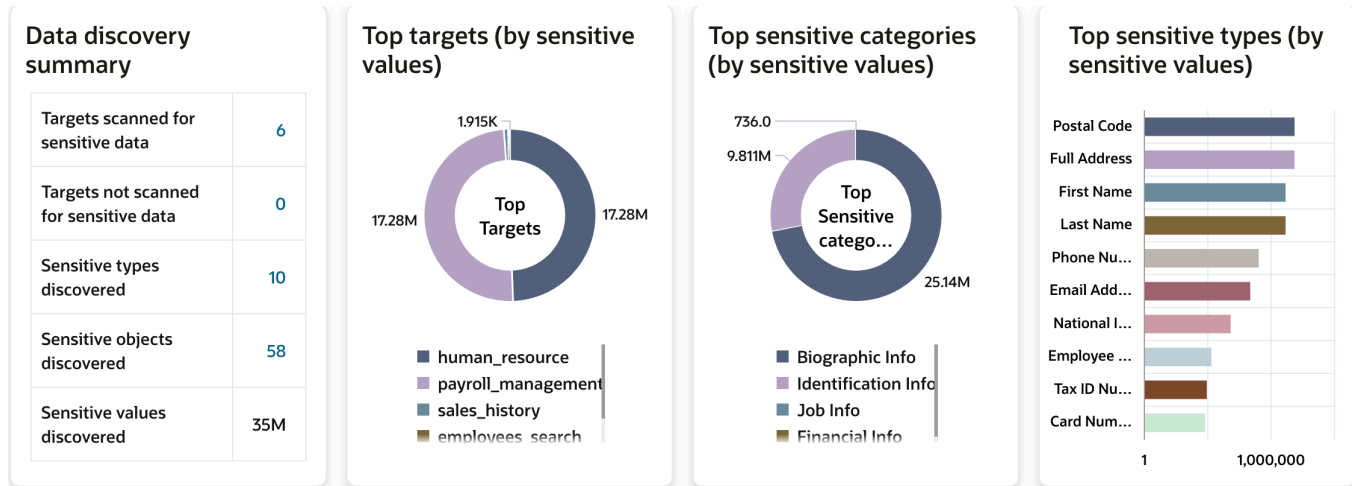 Data discovery
summary
Targets scanned for
sensitive data
6
Targets not scanned
for sensitive data
0
Sensitive types
discovered
10
Sensitive objects
discovered
58
Sensitive values
discovered
35M
Top targets (by sensitive
values)
1.915K
17.28M
17.28M
Top
Targets
human_resource
payroll_management
sales_history
employees_search
Top sensitive categories
(by sensitive values)
736.0
9.811M
25.14M
Top
Sensitive
catego...
Biographic Info
Identification Info
Job Info
Financial Info
Top sensitive types (by
sensitive values)
Postal Code
Full Address
First Name
Last Name
Phone Nu...
Email Add...
National I...
Employee ...
Tax ID Nu...
Card Num...
1
1,000,000